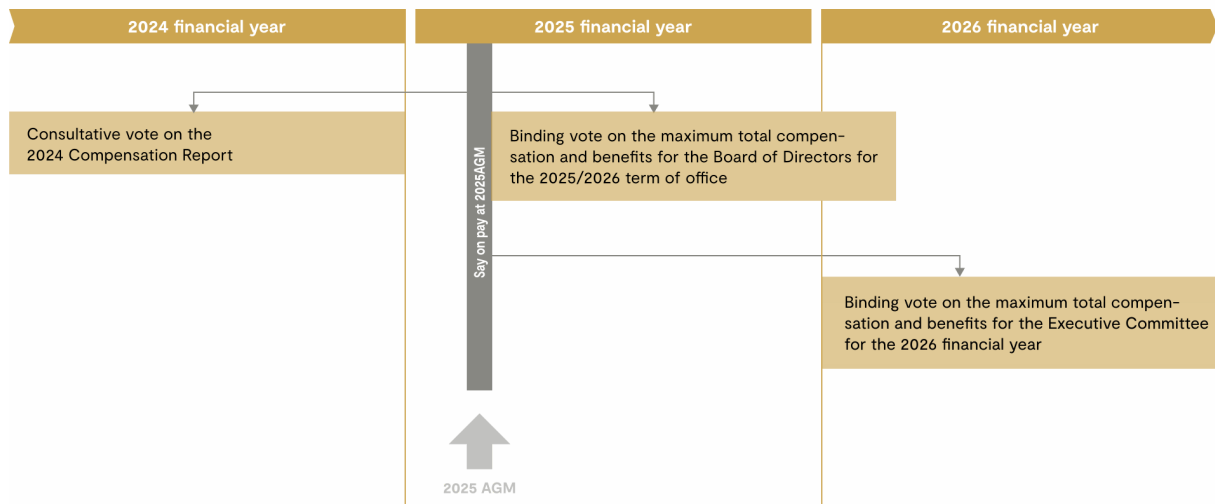 2024 financial year
2025 financial year
2026 financial year
Consultative vote on the
2024 Compensation Report
Say on pay at 2025AGM
Binding vote on the maximum total compen-
sation and benefits for the Board of Directors for
the 2025/2026 term of office
Binding vote on the maximum total compen-
sation and benefits for the Executive Committee
for the 2026 financial year
2025 AGM